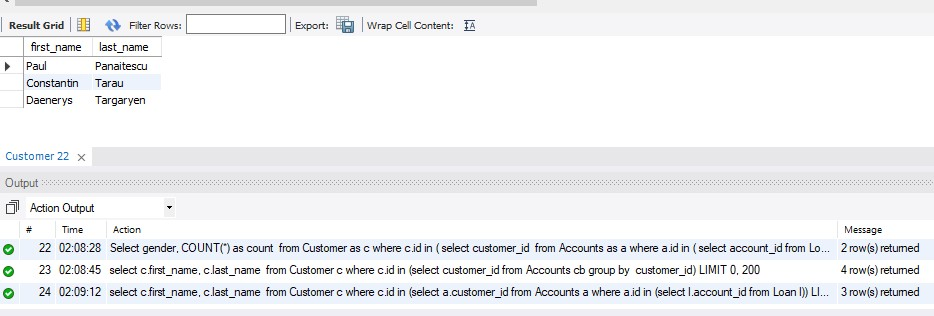 Result Grid Filter Rows: Export: Wrap Cell Content:
first_name last_name
Paul Panaitescu
Constantin Tarau
Daenerys Targaryen
Customer 22
Output
Action Output
# Time Action Message
22 02:08:28 Select gender, COUNT(*) as count from Customer as c where c.id in ( select customer_id from Accounts as a where a.id in ( select account_id from Lo... 2 row(s) returned
23 02:08:45 select c.first_name, c.last_name from Customer c where c.id in (select customer_id from Accounts cb group by customer_id) LIMIT 0, 200 4 row(s) returned
24 02:09:12 select c.first_name, c.last_name from Customer c where c.id in (select a.customer_id from Accounts a where a.id in (select l.account_id from Loan l)) LI... 3 row(s) returned